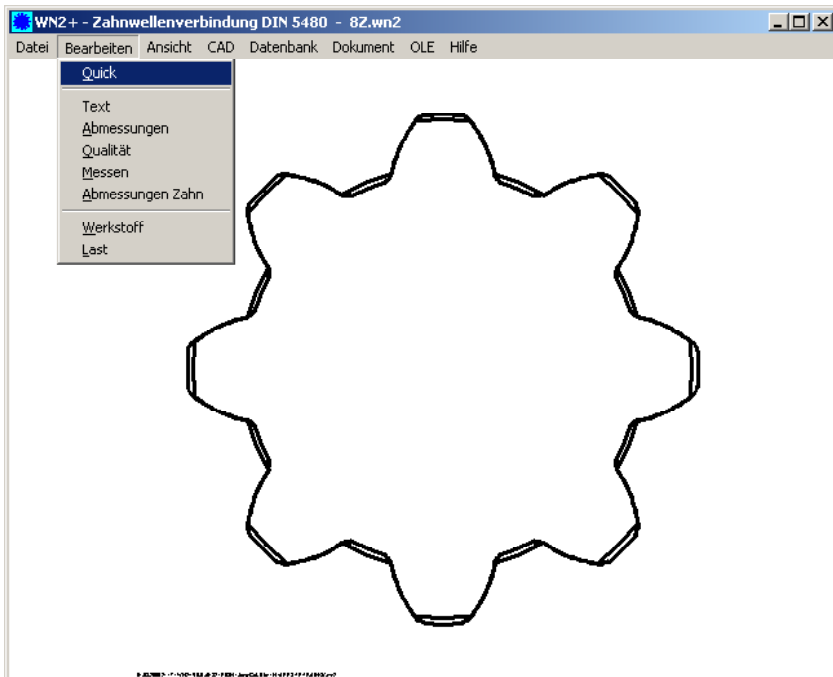 WN2+ - Zahnwellenverbindung DIN 5480 - 8Z.wn2
Datei Bearbeiten Ansicht CAD Datenbank Dokument OLE Hilfe
Quick
Text
Abmessungen
Qualität
Messen
Abmessungen Zahn
Werkstoff
Last